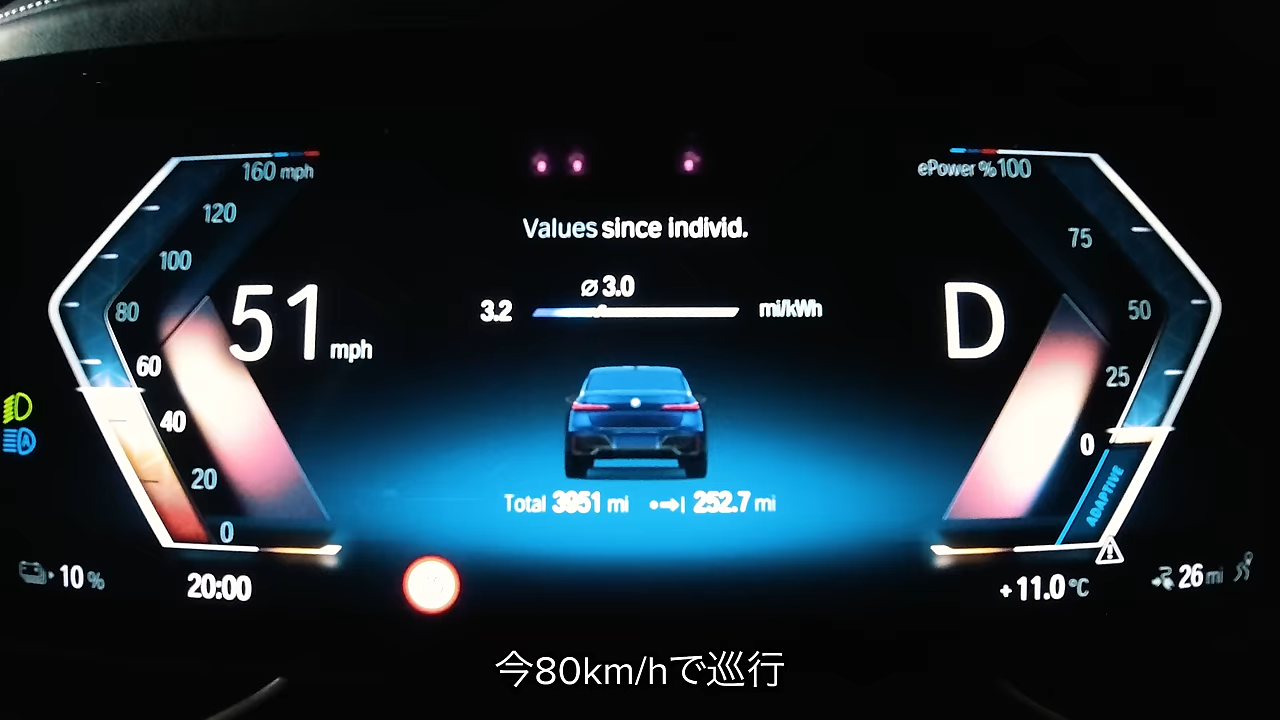 160 mph
120
100
80
60
40
20
0
51 mph
Values since individ.
ø 3.0
3.2
mi/kWh
Total 3951 mi
252.7 mi
ePower % 100
75
50
25
0
D
ADAPTIVE
A
10 %
20:00
+11.0 °C
26 mi
今80km/hで巡行